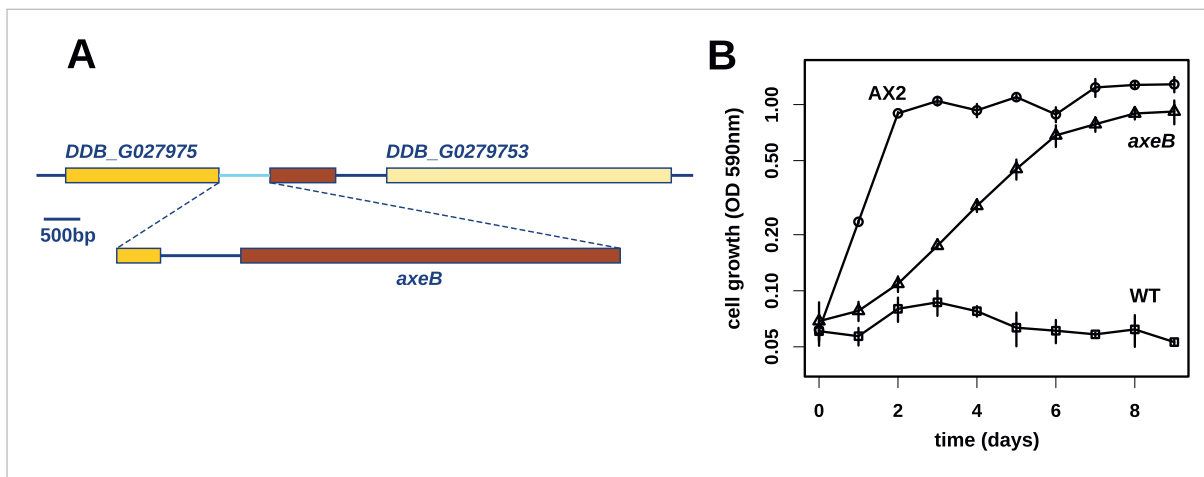 A
DDB_G027975
DDB_G0279753
500bp
axeB
B
AX2
axeB
WT
cell growth (OD 590nm)
1.00
0.50
0.20
0.10
0.05
0 2 4 6 8
time (days)